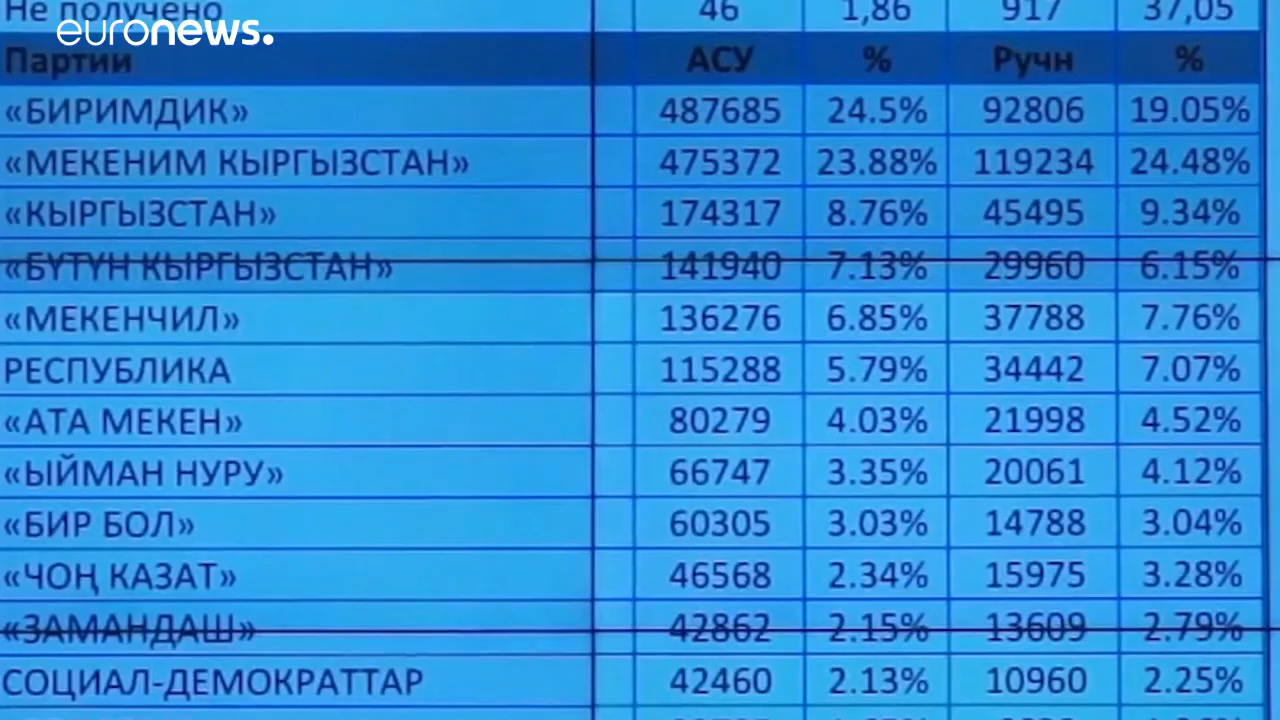 Не получено 46 1,86 917 37,05
euronews.
Партии АСУ % Ручн %
«БИРИМДИК» 487685 24.5% 92806 19.05%
«МЕКЕНИМ КЫРГЫЗСТАН» 475372 23.88% 119234 24.48%
«КЫРГЫЗСТАН» 174317 8.76% 45495 9.34%
«БҮТҮН КЫРГЫЗСТАН» 141940 7.13% 29960 6.15%
«МЕКЕНЧИЛ» 136276 6.85% 37788 7.76%
РЕСПУБЛИКА 115288 5.79% 34442 7.07%
«АТА МЕКЕН» 80279 4.03% 21998 4.52%
«ЫЙМАН НУРУ» 66747 3.35% 20061 4.12%
«БИР БОЛ» 60305 3.03% 14788 3.04%
«ЧОҢ КАЗАТ» 46568 2.34% 15975 3.28%
«ЗАМАНДАШ» 42862 2.15% 13609 2.79%
СОЦИАЛ-ДЕМОКРАТТАР 42460 2.13% 10960 2.25%